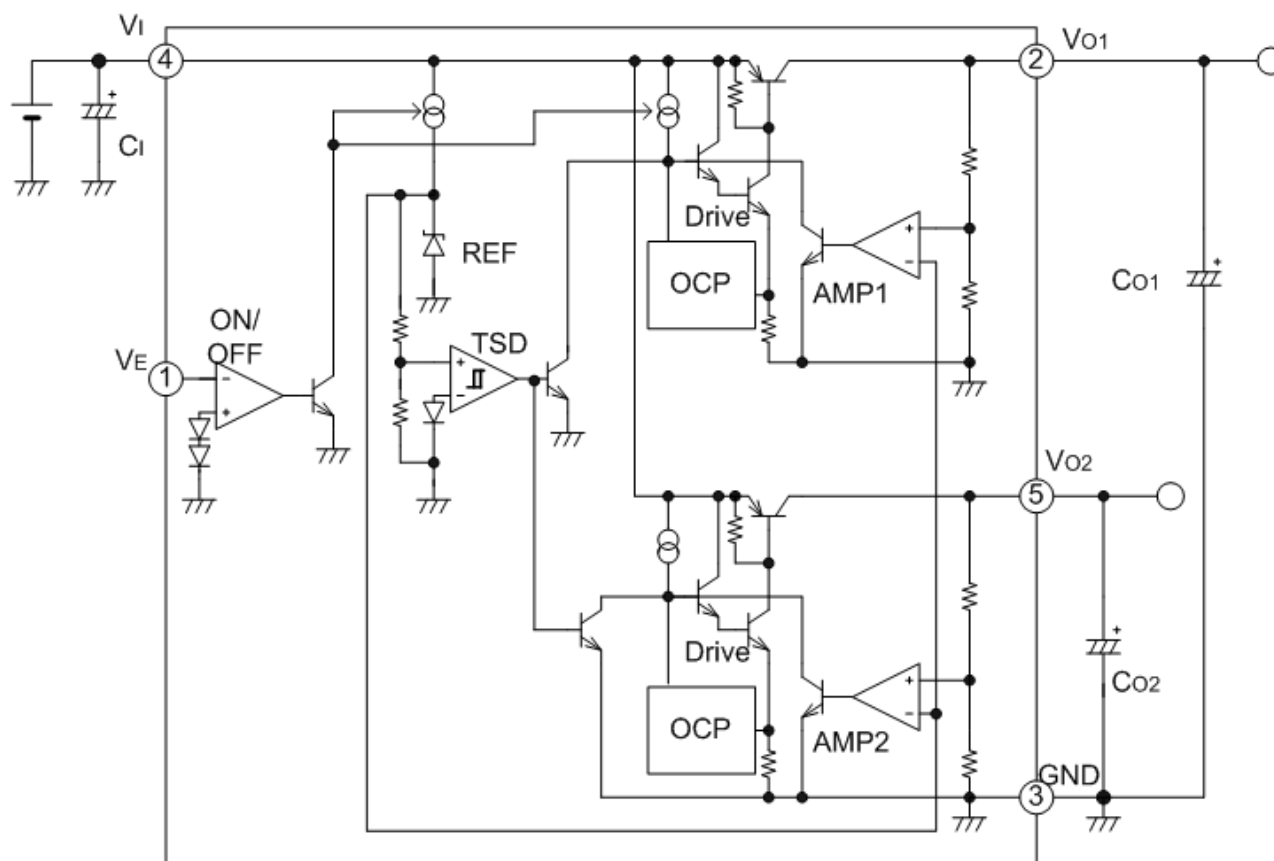 VI
4
CI
ON/
OFF
VE
1
REF
TSD
Drive
OCP
AMP1
2
VO1
CO1
VO2
5
Drive
OCP
AMP2
CO2
GND
3